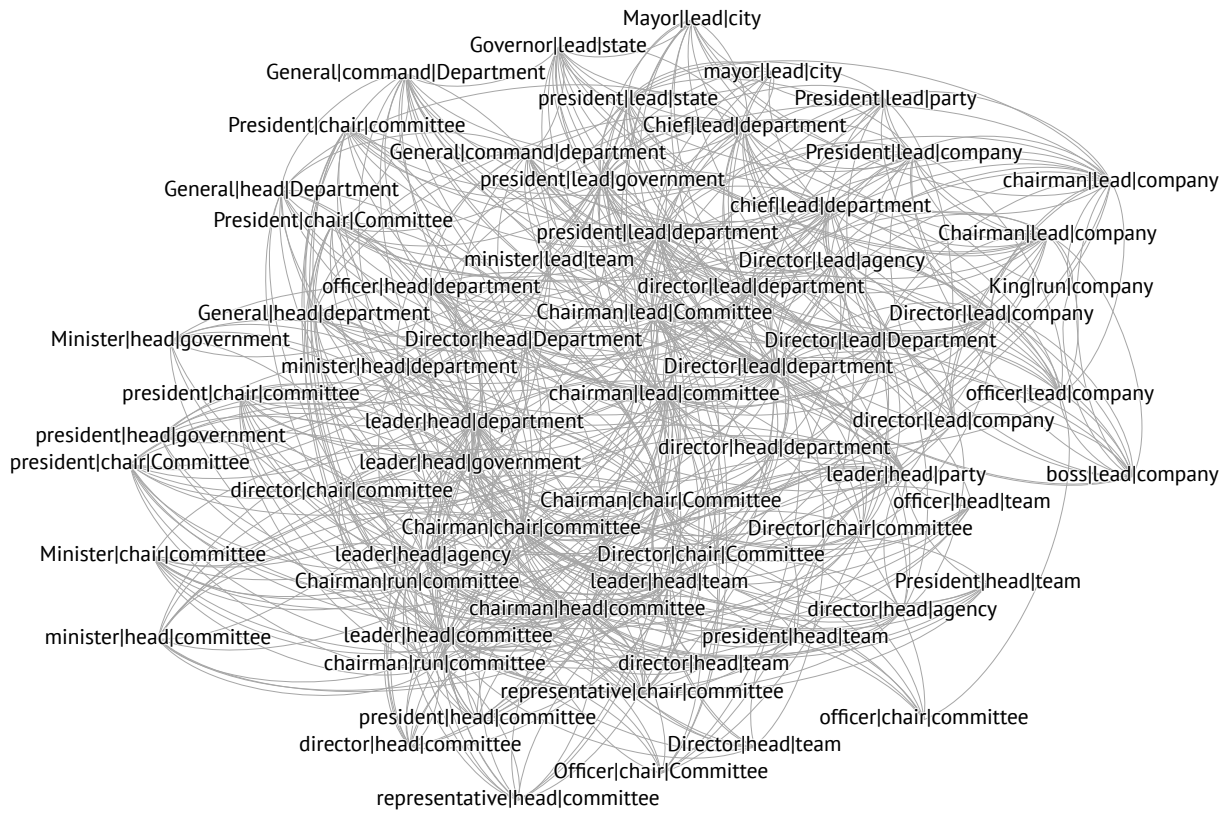 Mayor|lead|city
Governor|lead|state
General|command|Department
mayor|lead|city
president|lead|state
President|lead|party
President|chair|committee
Chief|lead|department
General|command|department
President|lead|company
president|lead|government
chairman|lead|company
General|head|Department
chief|lead|department
President|chair|Committee
president|lead|department
Chairman|lead|company
minister|lead|team
Director|lead|agency
officer|head|department
director|lead|department
King|run|company
General|head|department
Chairman|lead|Committee
Director|lead|company
Minister|head|government
Director|head|Department
Director|lead|Department
minister|head|department
Director|lead|department
president|chair|committee
chairman|lead|committee
officer|lead|company
leader|head|department
director|lead|company
president|head|government
director|head|department
president|chair|Committee
leader|head|government
leader|head|party
boss|lead|company
director|chair|committee
Chairman|chair|Committee
officer|head|team
Chairman|chair|committee
Director|chair|committee
Minister|chair|committee
leader|head|agency
Director|chair|Committee
Chairman|run|committee
leader|head|team
President|head|team
chairman|head|committee
director|head|agency
minister|head|committee
leader|head|committee
president|head|team
chairman|run|committee
director|head|team
representative|chair|committee
president|head|committee
officer|chair|committee
director|head|committee
Director|head|team
Officer|chair|Committee
representative|head|committee